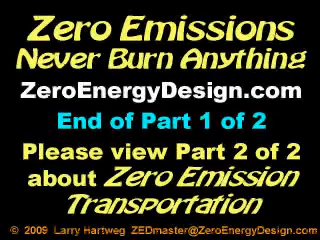 Zero Emissions
Never Burn Anything
ZeroEnergyDesign.com
End of Part 1 of 2
Please view Part 2 of 2
about Zero Emission
Transportation
© 2009 Larry Hartweg ZEDmaster@ZeroEnergyDesign.com